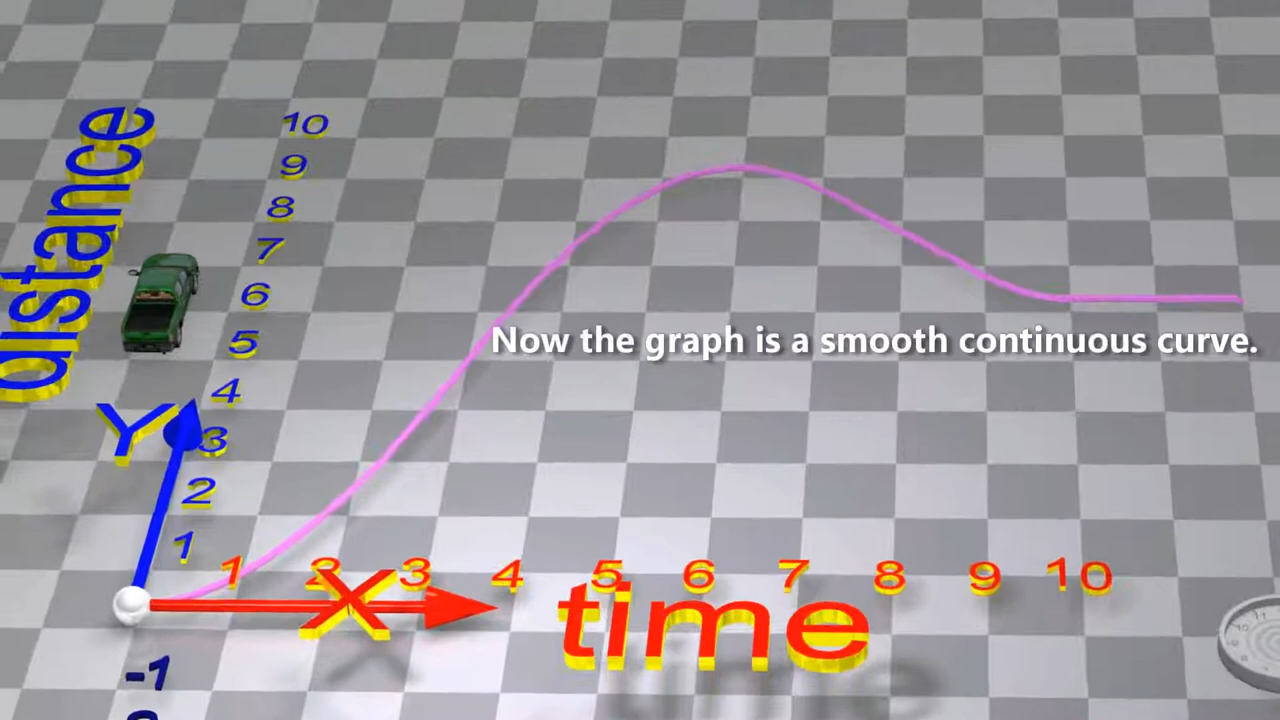 distance
10
9
8
7
6
5
4
3
2
1
Y
Now the graph is a smooth continuous curve.
1 2 3 4 5 6 7 8 9 10
X
time
-1